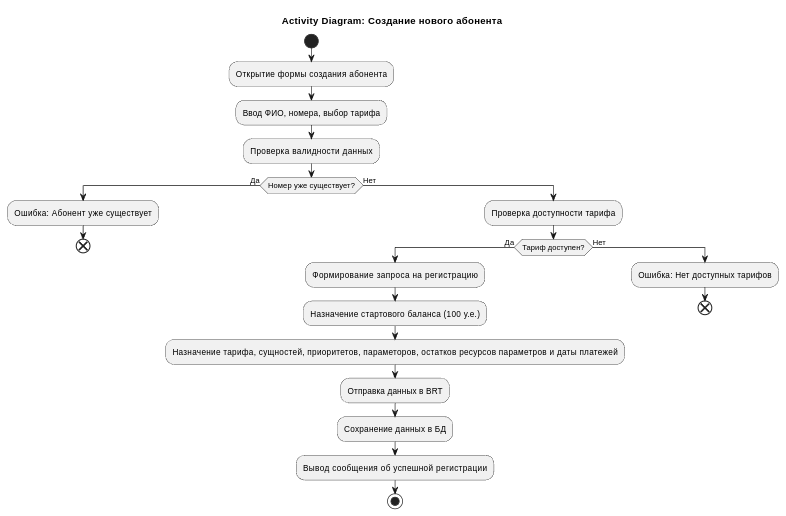 Activity Diagram: Создание нового абонента
Открытие формы создания абонента
Ввод ФИО, номера, выбор тарифа
Проверка валидности данных
Да
Номер уже существует?
Нет
Ошибка: Абонент уже существует
Проверка доступности тарифа
Да
Тариф доступен?
Нет
Формирование запроса на регистрацию
Ошибка: Нет доступных тарифов
Назначение стартового баланса (100 у.е.)
Назначение тарифа, сущностей, приоритетов, параметоров, остатков ресурсов параметров и даты платежей
Отправка данных в BRT
Сохранение данных в БД
Вывод сообщения об успешной регистрации